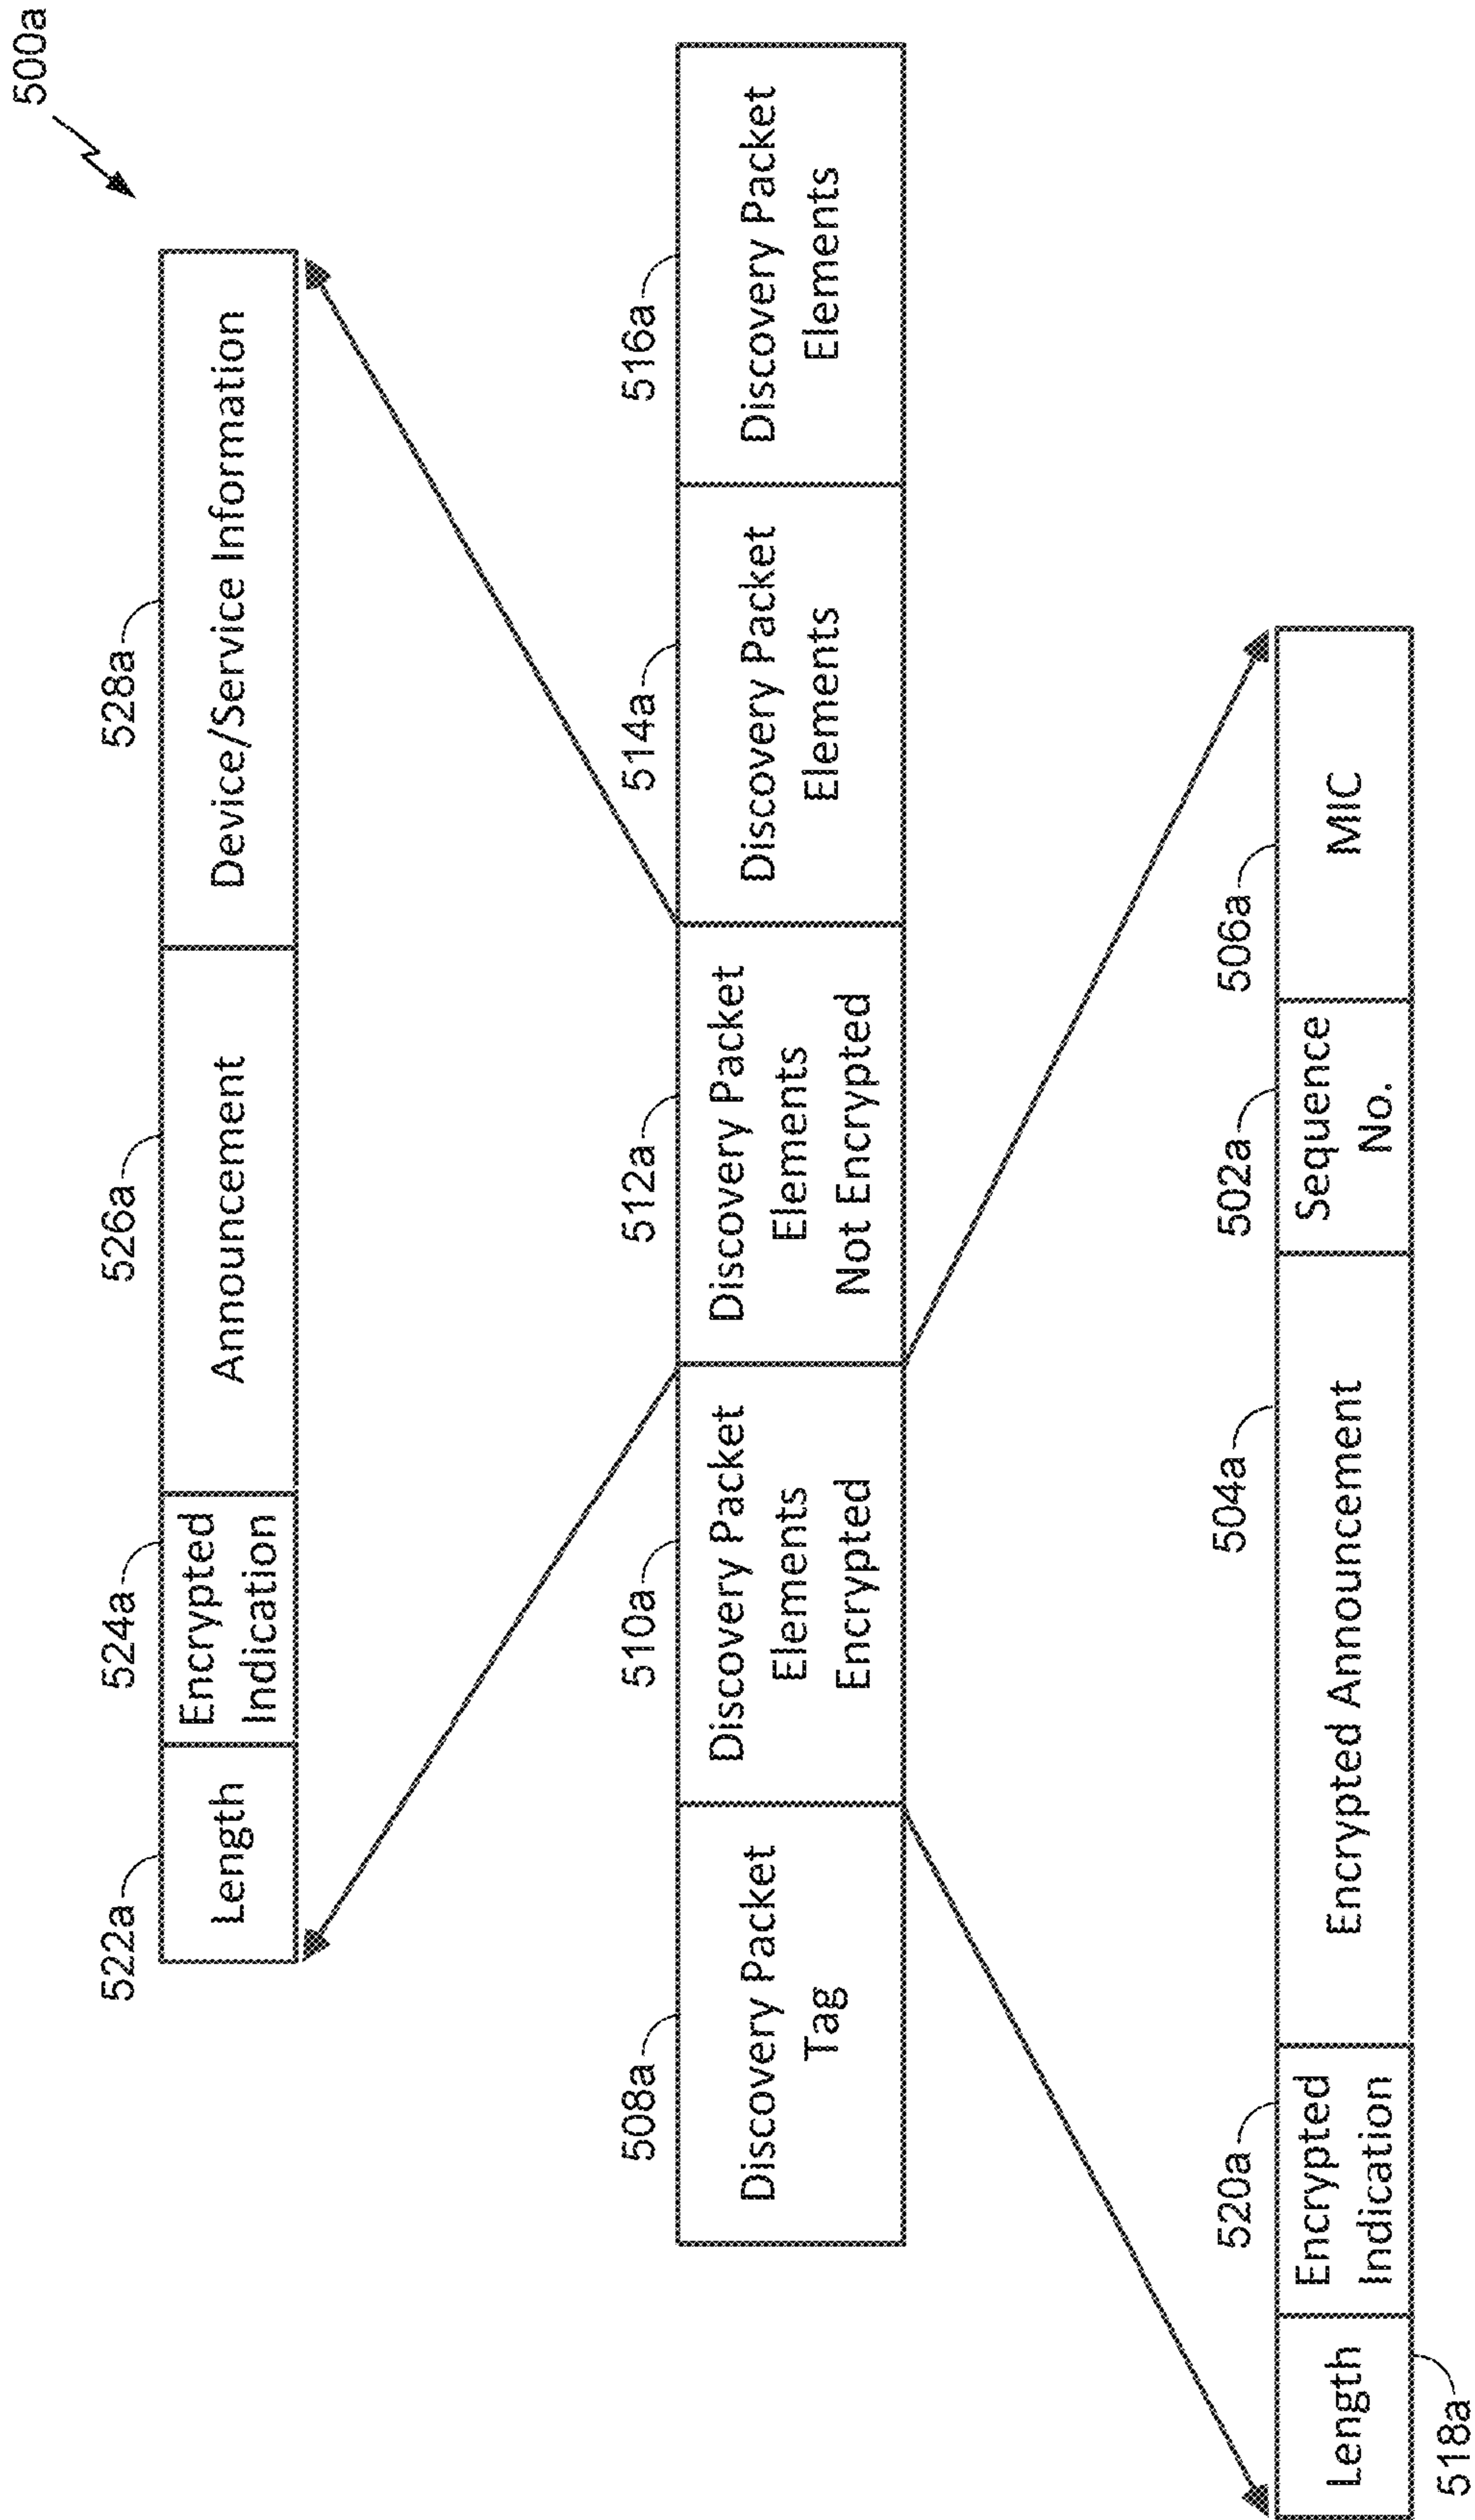 500a
522a
524a
526a
528a
Length
Encrypted
Indication
Announcement
Device/Service Information
508a
510a
512a
514a
516a
Discovery Packet
Tag
Discovery Packet
Elements
Encrypted
Discovery Packet
Elements
Not Encrypted
Discovery Packet
Elements
Discovery Packet
Elements
520a
504a
502a
506a
Length
Encrypted
Indication
Encrypted Announcement
Sequence
No.
MIC
518a